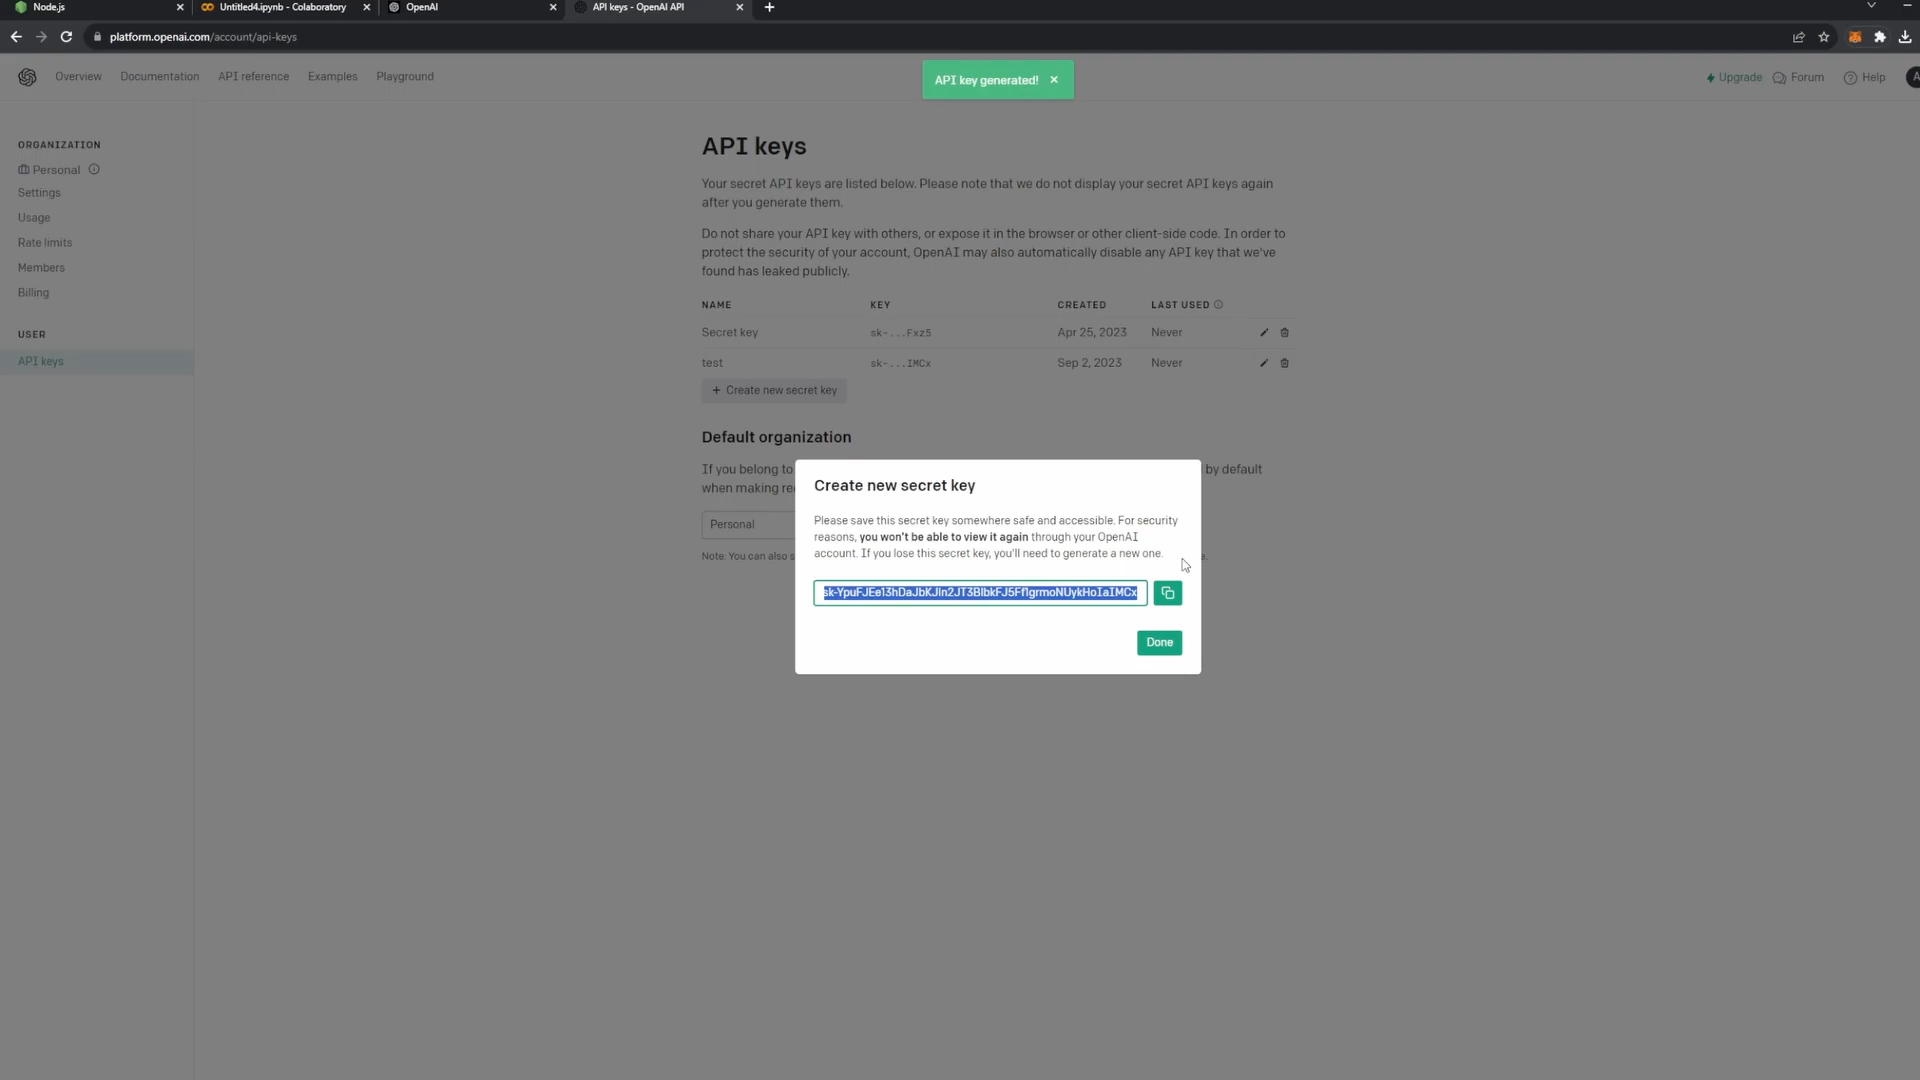 Node.js
Untitled4.ipynb - Colaboratory
OpenAI
API keys - OpenAI API
platform.openai.com/account/api-keys
Overview
Documentation
API reference
Examples
Playground
API key generated!
Upgrade
Forum
Help
A
ORGANIZATION
Personal
Settings
Usage
Rate limits
Members
Billing
USER
API keys
API keys
Your secret API keys are listed below. Please note that we do not display your secret API keys again
after you generate them.
Do not share your API key with others, or expose it in the browser or other client-side code. In order to
protect the security of your account, OpenAI may also automatically disable any API key that we've
found has leaked publicly.
NAME KEY CREATED LAST USED
Secret key sk-...Fxz5 Apr 25, 2023 Never
test sk-...IMCx Sep 2, 2023 Never
+ Create new secret key
Default organization
If you belong to by default
when making re
Personal
Note: You can also s
Create new secret key
Please save this secret key somewhere safe and accessible. For security
reasons, you won't be able to view it again through your OpenAI
account. If you lose this secret key, you'll need to generate a new one.
Done